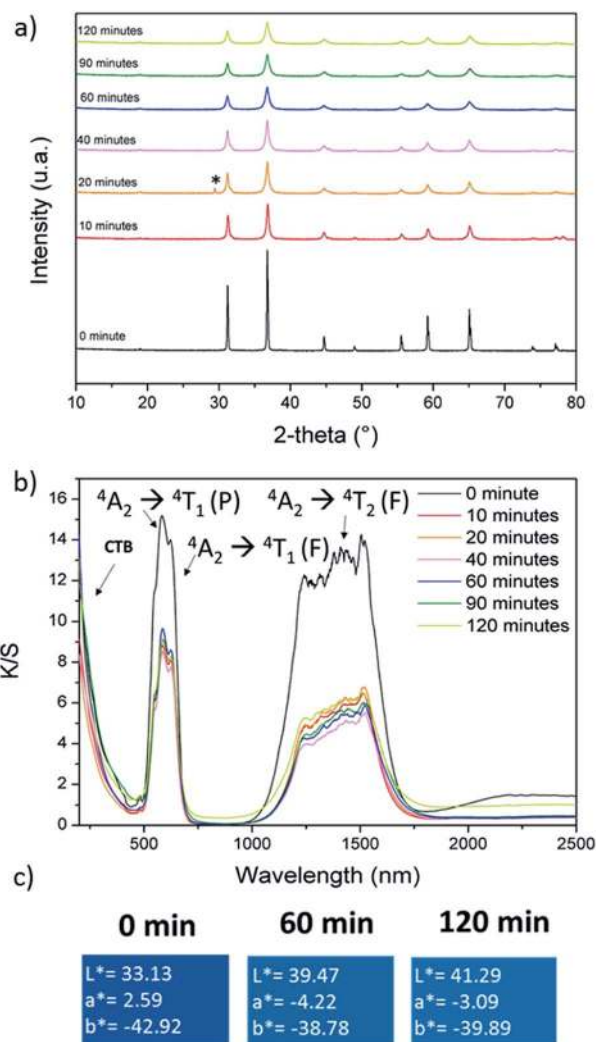 a)
120 minutes
90 minutes
60 minutes
40 minutes
20 minutes
*
10 minutes
0 minute
Intensity (u.a.)
10 20 30 40 50 60 70 80
2-theta (°)
b)
16
14
12
10
8
6
4
2
0
K/S
⁴A₂ → ⁴T₁ (P)
⁴A₂ → ⁴T₂ (F)
CTB
⁴A₂ → ⁴T₁ (F)
0 minute
10 minutes
20 minutes
40 minutes
60 minutes
90 minutes
120 minutes
500 1000 1500 2000 2500
Wavelength (nm)
c)
0 min 60 min 120 min
L*= 33.13
a*= 2.59
b*= -42.92
L*= 39.47
a*= -4.22
b*= -38.78
L*= 41.29
a*= -3.09
b*= -39.89